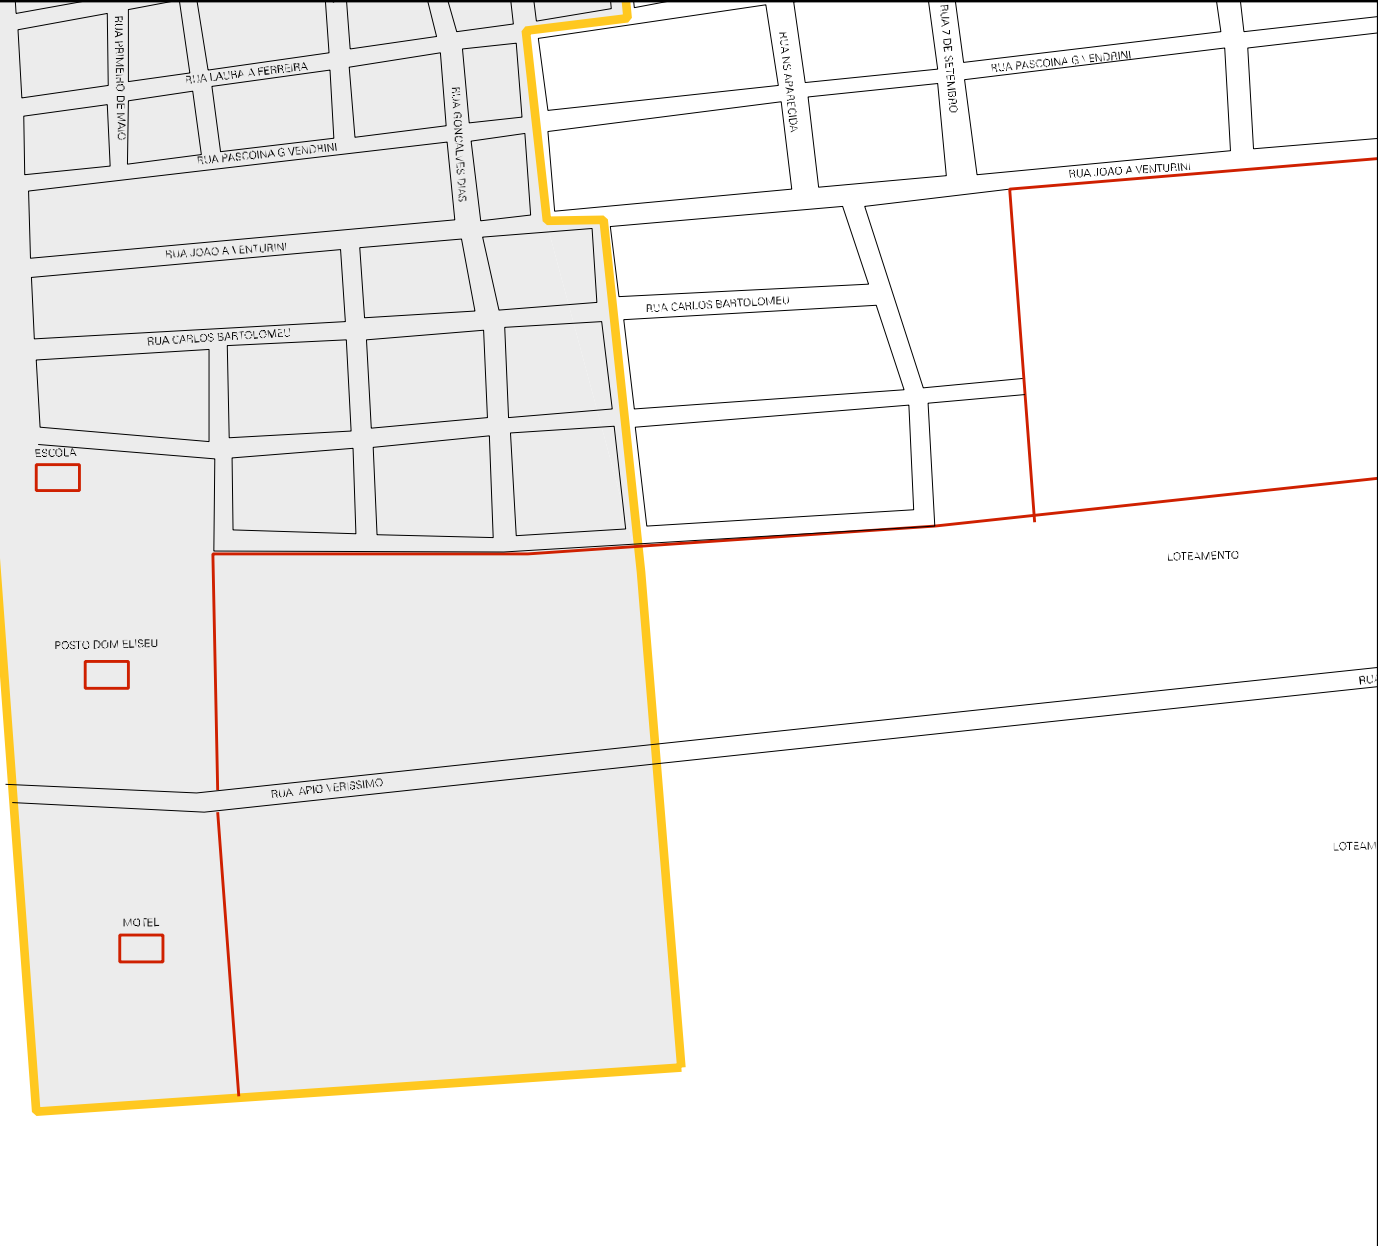 RUA PRIMEIRO DE MAIO
RUA LAURA A FERREIRA
RUA GONCALVES DIAS
RUA NS APARECIDA
RUA 7 DE SETEMBRO
RUA PASCOINA G VENDRINI
RUA PASCOINA G VENDRINI
RUA JOAO A VENTURINI
RUA JOAO A VENTURINI
RUA CARLOS BARTOLOMEU
RUA CARLOS BARTOLOMEU
ESCOLA
LOTEAMENTO
POSTO DOM ELISEU
RUA
RUA APIO VERISSIMO
LOTEAM
MOTEL